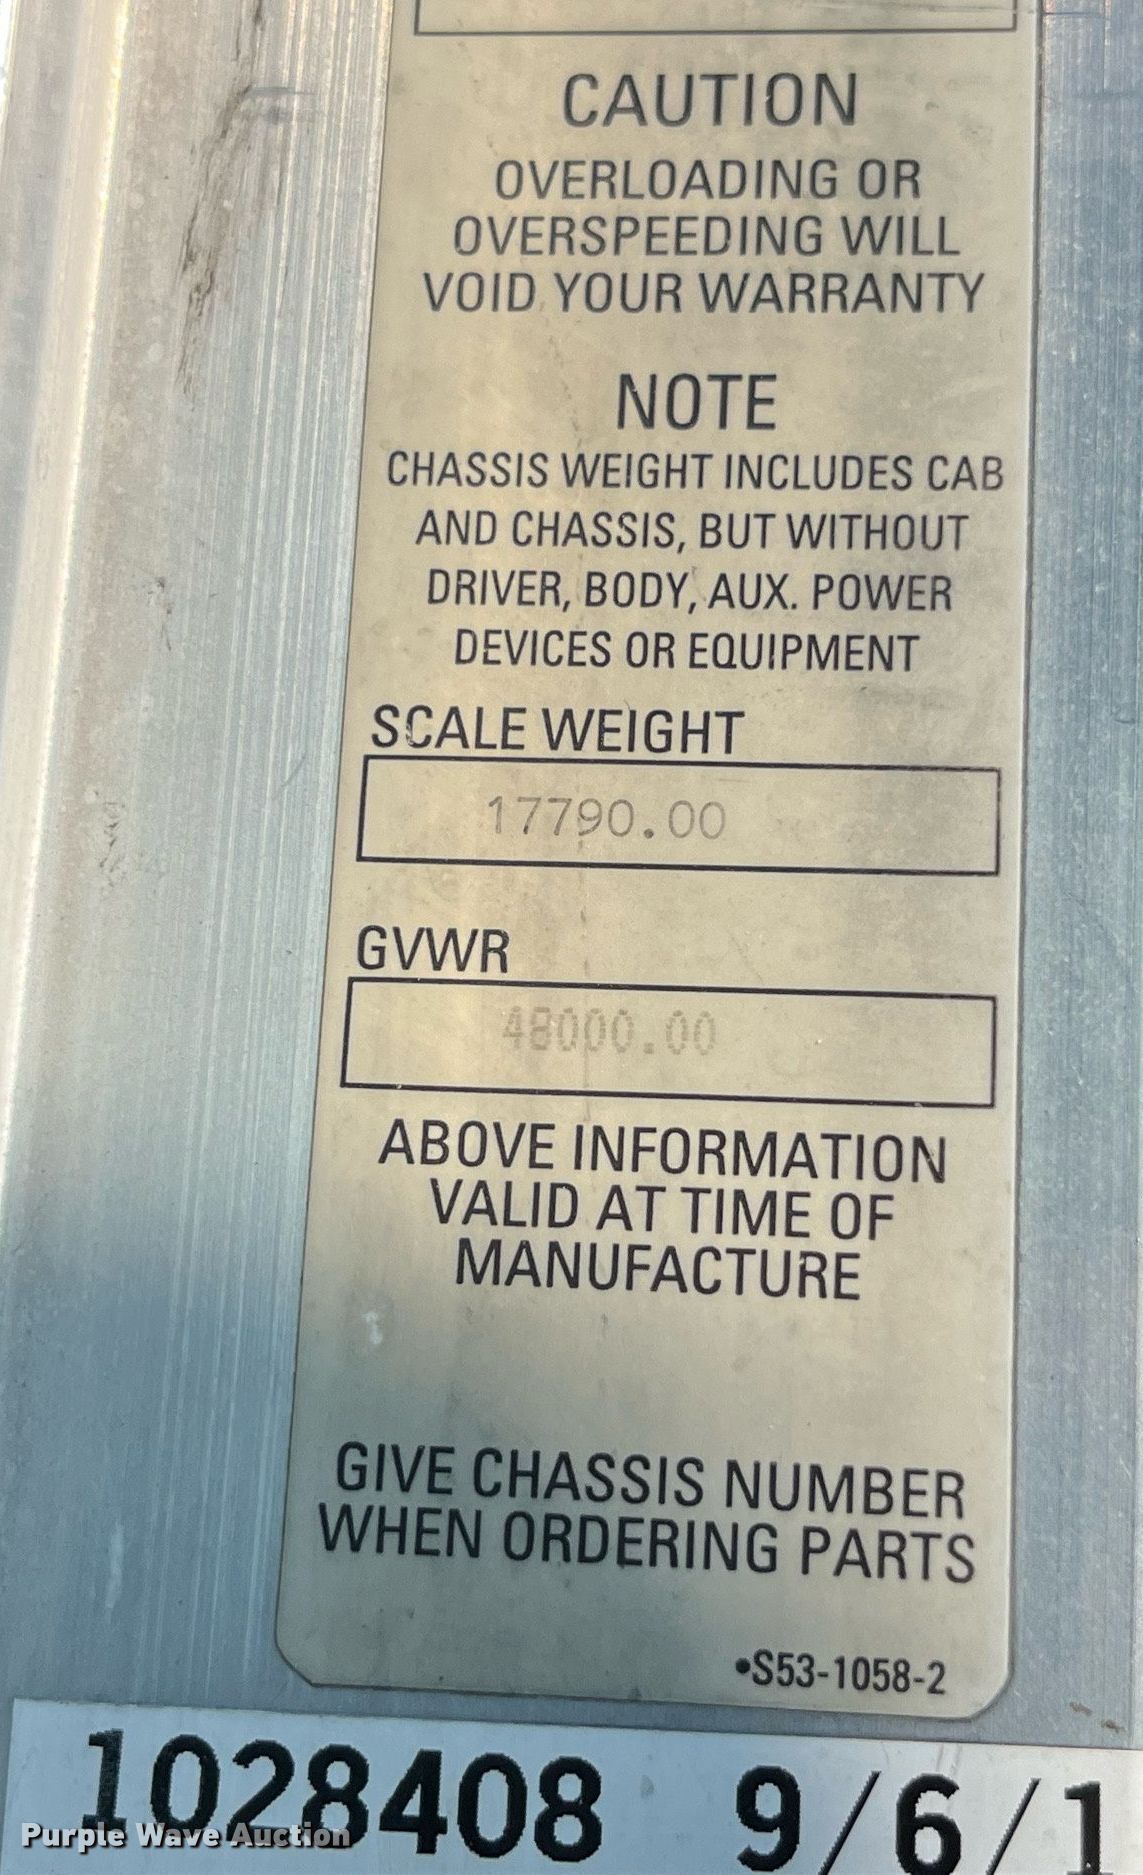 CAUTION
OVERLOADING OR
OVERSPEEDING WILL
VOID YOUR WARRANTY
NOTE
CHASSIS WEIGHT INCLUDES CAB
AND CHASSIS, BUT WITHOUT
DRIVER, BODY, AUX. POWER
DEVICES OR EQUIPMENT
SCALE WEIGHT
17790.00
GVWR
48000.00
ABOVE INFORMATION
VALID AT TIME OF
MANUFACTURE
GIVE CHASSIS NUMBER
WHEN ORDERING PARTS
•S53-1058-2
1028408 9/6/1
Purple Wave Auction